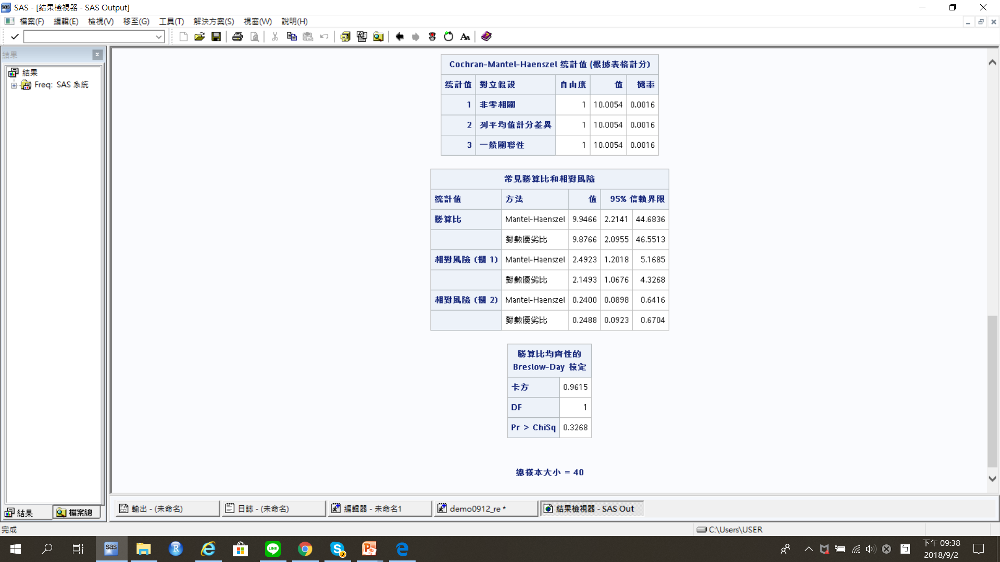 SAS - [結果檢視器 - SAS Output]
檔案(F) 編輯(E) 檢視(V) 移至(G) 工具(T) 解決方案(S) 視窗(W) 說明(H)
結果
結果
Freq: SAS 系統
Cochran-Mantel-Haenszel 統計值 (根據表格計分)
統計值 對立假設 自由度 值 機率
1 非零相關 1 10.0054 0.0016
2 列平均值計分差異 1 10.0054 0.0016
3 一般關聯性 1 10.0054 0.0016
常見勝算比和相對風險
統計值 方法 值 95% 信賴界限
勝算比 Mantel-Haenszel 9.9466 2.2141 44.6836
對數優劣比 9.8766 2.0955 46.5513
相對風險 (欄 1) Mantel-Haenszel 2.4923 1.2018 5.1685
對數優劣比 2.1493 1.0676 4.3268
相對風險 (欄 2) Mantel-Haenszel 0.2400 0.0898 0.6416
對數優劣比 0.2488 0.0923 0.6704
勝算比均齊性的
Breslow-Day 檢定
卡方 0.9615
DF 1
Pr > ChiSq 0.3268
總樣本大小 = 40
結果 檔案總
輸出 - (未命名) 日誌 - (未命名) 編輯器 - 未命名1 demo0912_re * 結果檢視器 - SAS Out
完成 C:\Users\USER
sas R LINE S 3 P
下午 09:38
2018/9/2